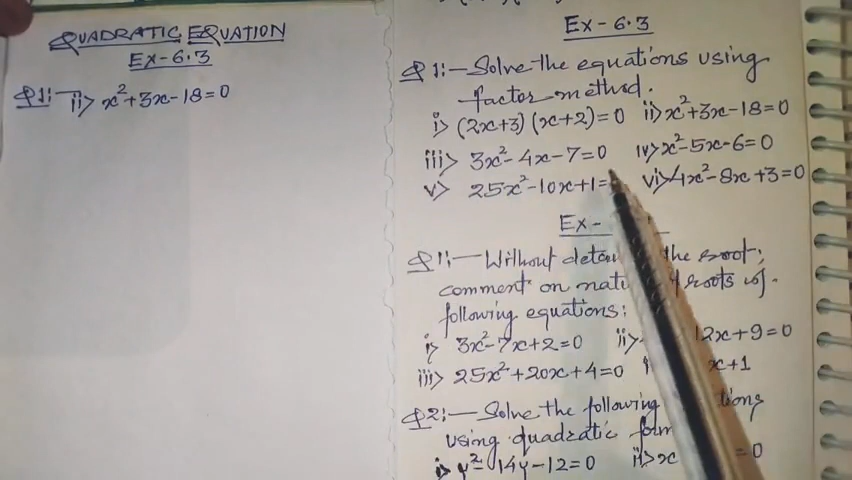 QUADRATIC EQUATION
Ex-6.3
Q1:- ii> x²+3x-18=0
Ex-6.3
Q1:- Solve the equations using
factor method.
i> (2x+3)(x+2)=0 ii> x²+3x-18=0
iii> 3x²-4x-7=0 iv> x²-5x-6=0
v> 25x²-10x+1= vi> 4x²-8x+3=0
Ex-
Q1:- Without the root,
comment on roots of
following equations:
i> 3x²-7x+2=0 ii> 12x+9=0
iii> 25x²+20x+4=0 x+1
Q2:- Solve the following
using quadratic
i> y²-14y-12=0 ii> x =0